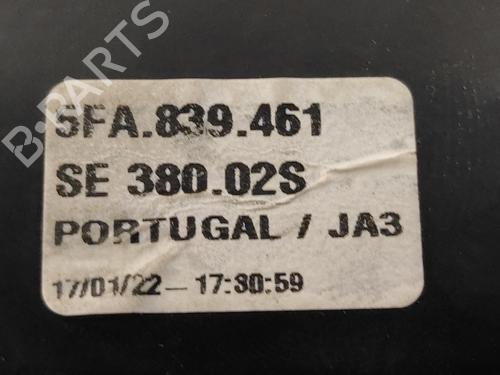 B-PARTS
5FA.839.461
SE 380.02S
PORTUGAL / JA3
17/01/22 – 17:30:59